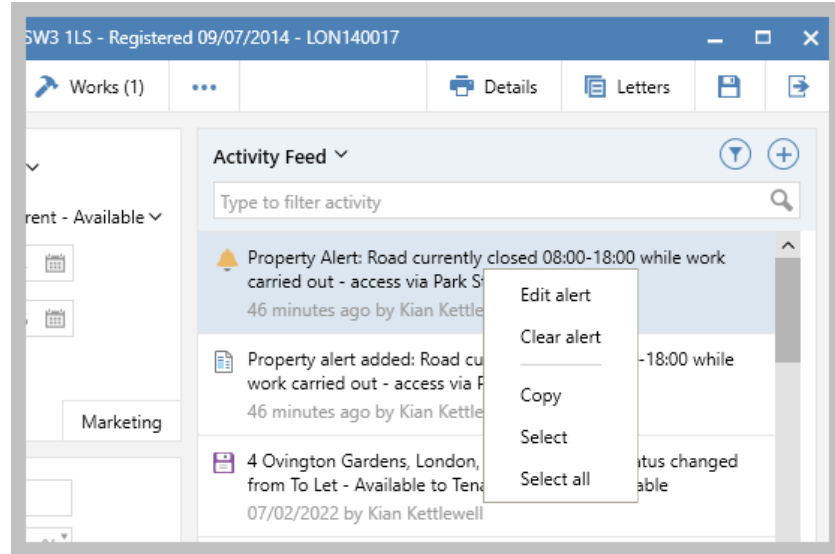 SW3 1LS - Registered 09/07/2014 - LON140017
Works (1)
Details
Letters
Activity Feed
rent - Available
Type to filter activity
Property Alert: Road currently closed 08:00-18:00 while work
carried out - access via Park
46 minutes ago by Kian Kettle
Edit alert
Clear alert
Copy
Select
Select all
Property alert added: Road cu -18:00 while
work carried out - access via
46 minutes ago by Kian Kettle
Marketing
4 Ovington Gardens, London, tus changed
from To Let - Available to Tena able
07/02/2022 by Kian Kettlewell